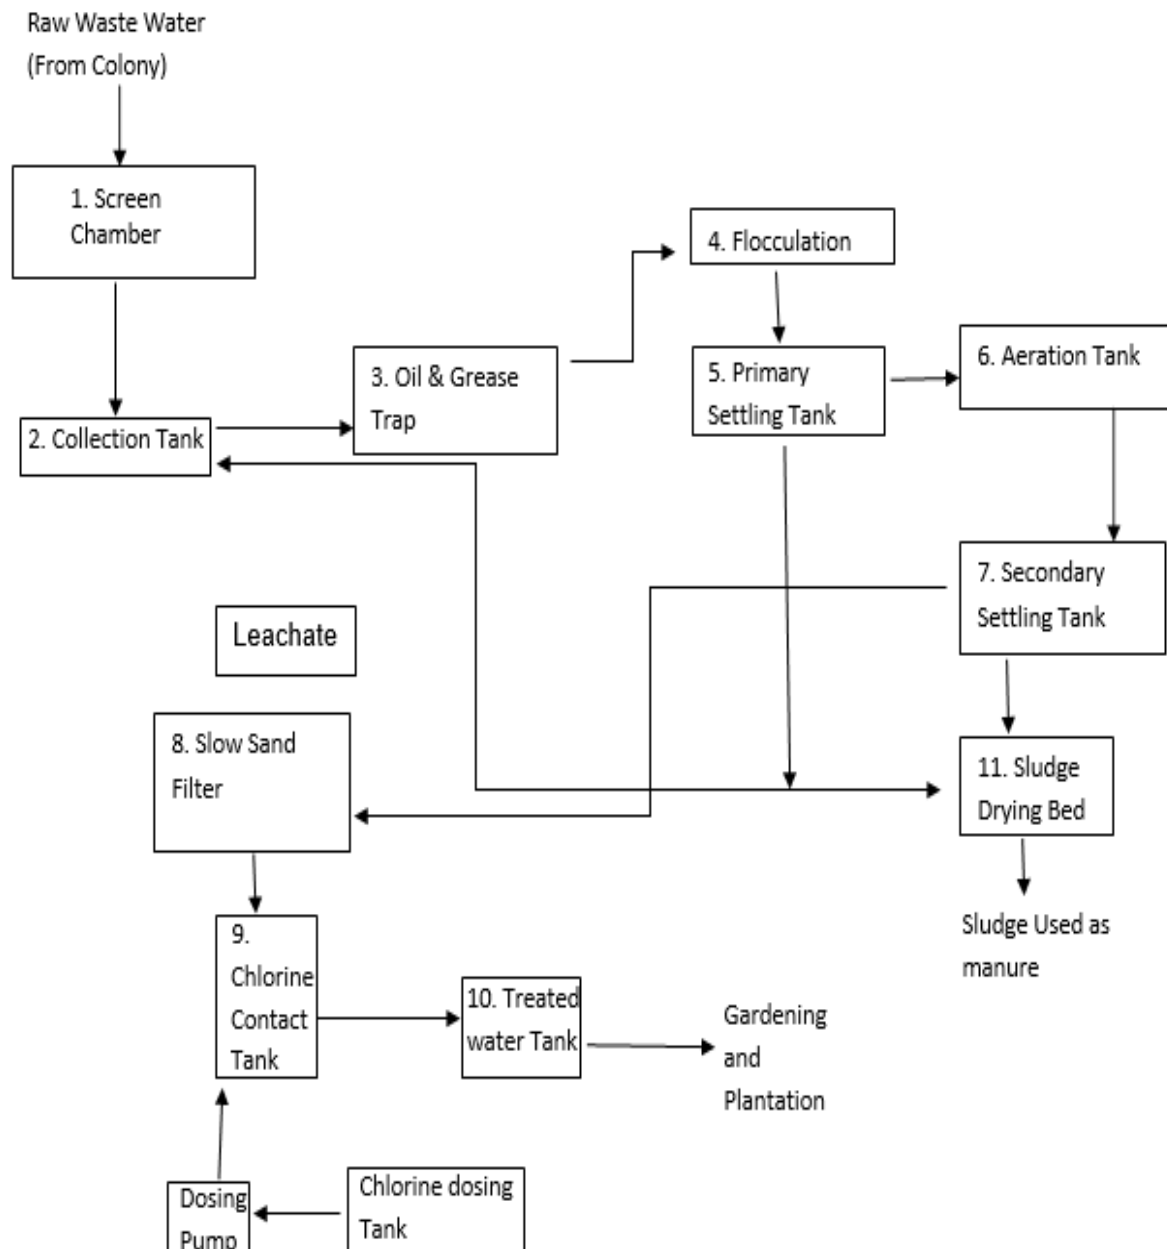 Raw Waste Water
(From Colony)
1. Screen
Chamber
2. Collection Tank
3. Oil & Grease
Trap
4. Flocculation
5. Primary
Settling Tank
6. Aeration Tank
7. Secondary
Settling Tank
Leachate
8. Slow Sand
Filter
11. Sludge
Drying Bed
Sludge Used as
manure
9.
Chlorine
Contact
Tank
10. Treated
water Tank
Gardening
and
Plantation
Dosing
Pump
Chlorine dosing
Tank